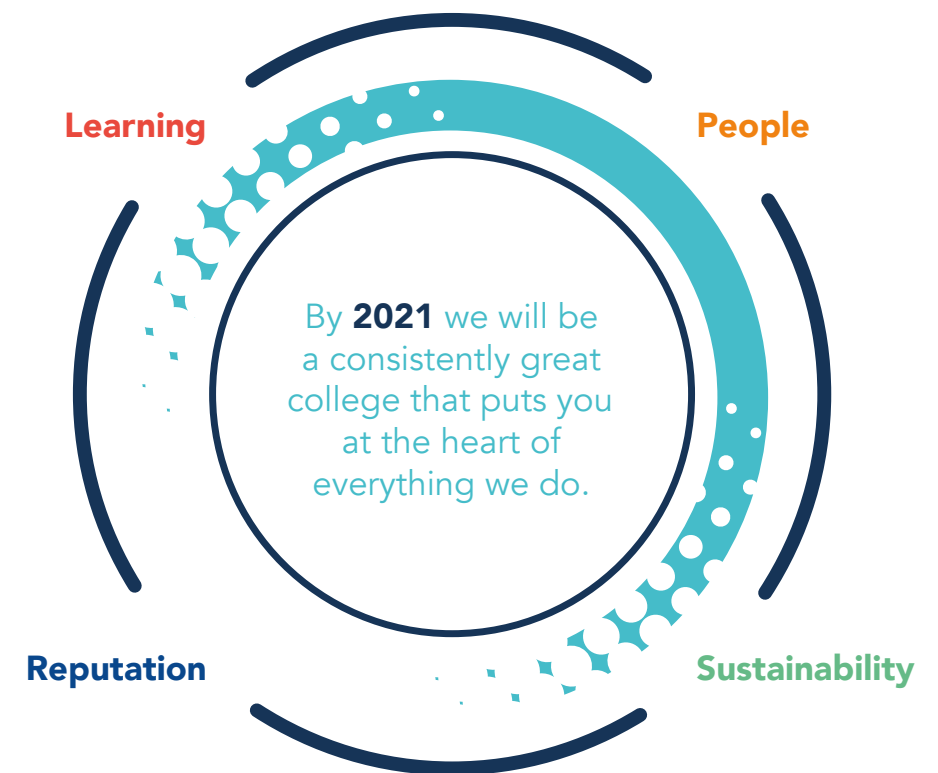 Learning
People
By 2021 we will be
a consistently great
college that puts you
at the heart of
everything we do.
Reputation
Sustainability